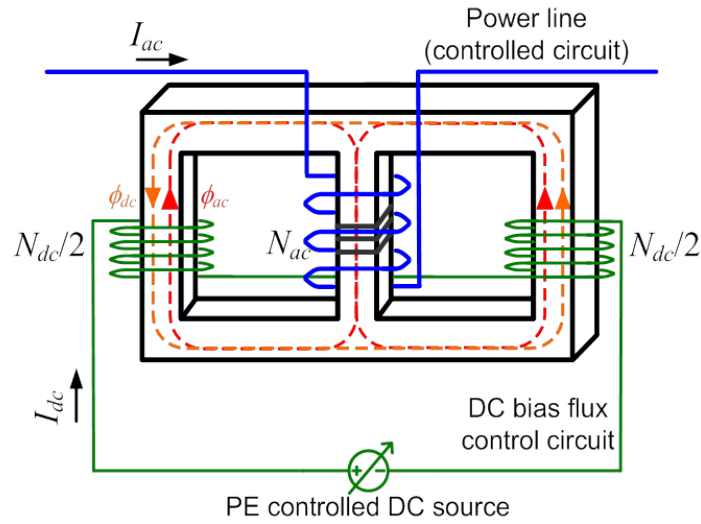 Power line
(controlled circuit)
I_ac
ϕ_dc
ϕ_ac
N_dc/2
N_ac
N_dc/2
I_dc
DC bias flux
control circuit
+ -
PE controlled DC source